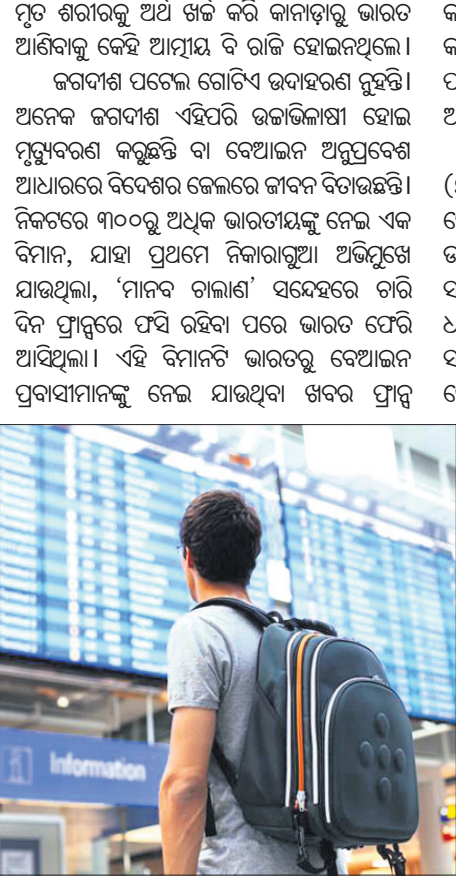 ମୃତ ଶରୀରକୁ ଅର୍ଥ ଖର୍ଚ୍ଚ କରି କାନାଡ଼ାରୁ ଭାରତ
ଆଣିବାକୁ କେହି ଆତ୍ମୀୟ ବି ରାଜି ହୋଇନଥିଲେ।
ଜଗଦୀଶ ପଟେଲ ଗୋଟିଏ ଉଦାହରଣ ନୁହନ୍ତି।
ଅନେକ ଜଗଦୀଶ ଏହିପରି ଉଚ୍ଚାଭିଳାଷୀ ହୋଇ
ମୃତ୍ୟୁବରଣ କରୁଛନ୍ତି ବା ବେଆଇନ ଅନୁପ୍ରବେଶ
ଆଧାରରେ ବିଦେଶର ଜେଲରେ ଜୀବନ ବିତାଉଛନ୍ତି।
ନିକଟରେ ୩୦୦ରୁ ଅଧିକ ଭାରତୀୟଙ୍କୁ ନେଇ ଏକ
ବିମାନ, ଯାହା ପ୍ରଥମେ ନିକାରାଗୁଆ ଅଭିମୁଖେ
ଯାଉଥିଲା, ‘ମାନବ ଚାଲାଣ’ ସନ୍ଦେହରେ ଚାରି
ଦିନ ଫ୍ରାନ୍ସରେ ଫସି ରହିବା ପରେ ଭାରତ ଫେରି
ଆସିଥିଲା। ଏହି ବିମାନଟି ଭାରତରୁ ବେଆଇନ
ପ୍ରବାସୀମାନଙ୍କୁ ନେଇ ଯାଉଥିବା ଖବର ଫ୍ରାନ୍ସ
Information